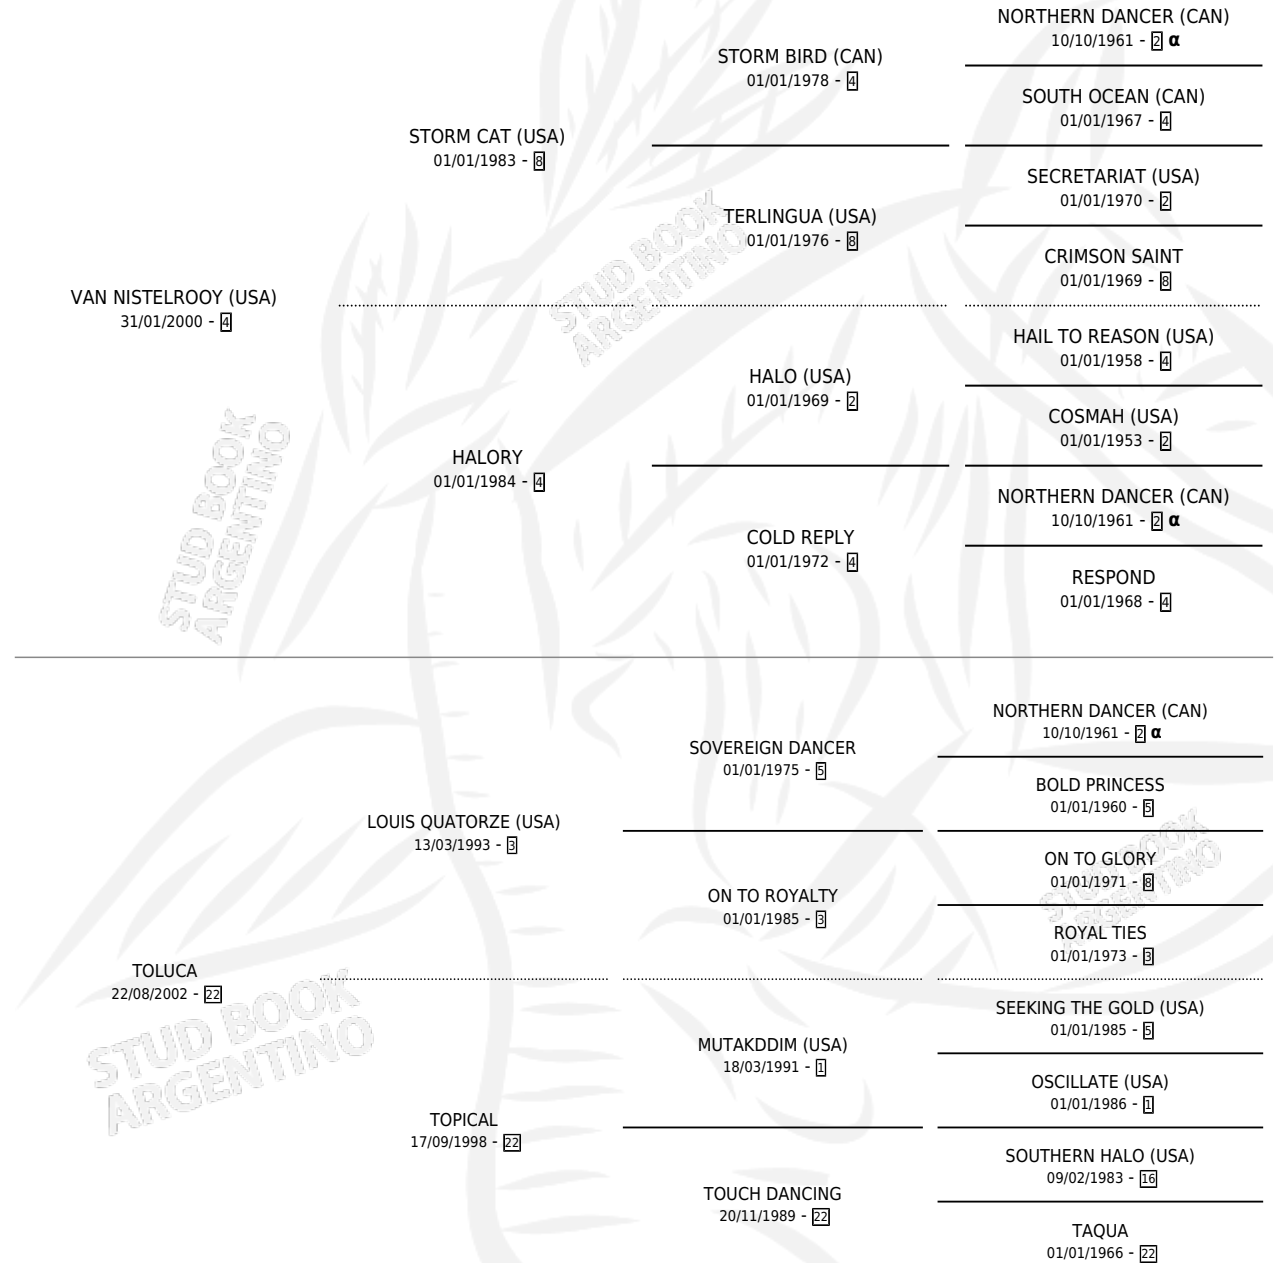 NORTHERN DANCER (CAN)
10/10/1961 - 2 α
STORM BIRD (CAN)
01/01/1978 - 4
SOUTH OCEAN (CAN)
01/01/1967 - 4
STORM CAT (USA)
01/01/1983 - 8
SECRETARIAT (USA)
01/01/1970 - 2
TERLINGUA (USA)
01/01/1976 - 8
CRIMSON SAINT
01/01/1969 - 8
VAN NISTELROOY (USA)
31/01/2000 - 4
STUD BOOK
ARGENTINO
HAIL TO REASON (USA)
01/01/1958 - 4
HALO (USA)
01/01/1969 - 2
COSMAH (USA)
01/01/1953 - 2
HALORY
01/01/1984 - 4
NORTHERN DANCER (CAN)
10/10/1961 - 2 α
COLD REPLY
01/01/1972 - 4
RESPOND
01/01/1968 - 4
STUD BOOK
ARGENTINO
NORTHERN DANCER (CAN)
10/10/1961 - 2 α
SOVEREIGN DANCER
01/01/1975 - 5
BOLD PRINCESS
01/01/1960 - 5
LOUIS QUATORZE (USA)
13/03/1993 - 3
ON TO GLORY
01/01/1971 - 8
ON TO ROYALTY
01/01/1985 - 3
ROYAL TIES
01/01/1973 - 3
STUD BOOK
ARGENTINO
TOLUCA
22/08/2002 - 22
SEEKING THE GOLD (USA)
01/01/1985 - 5
MUTAKDDIM (USA)
18/03/1991 - 1
OSCILLATE (USA)
01/01/1986 - 1
STUD BOOK
ARGENTINO
TOPICAL
17/09/1998 - 22
SOUTHERN HALO (USA)
09/02/1983 - 16
TOUCH DANCING
20/11/1989 - 22
TAQUA
01/01/1966 - 22